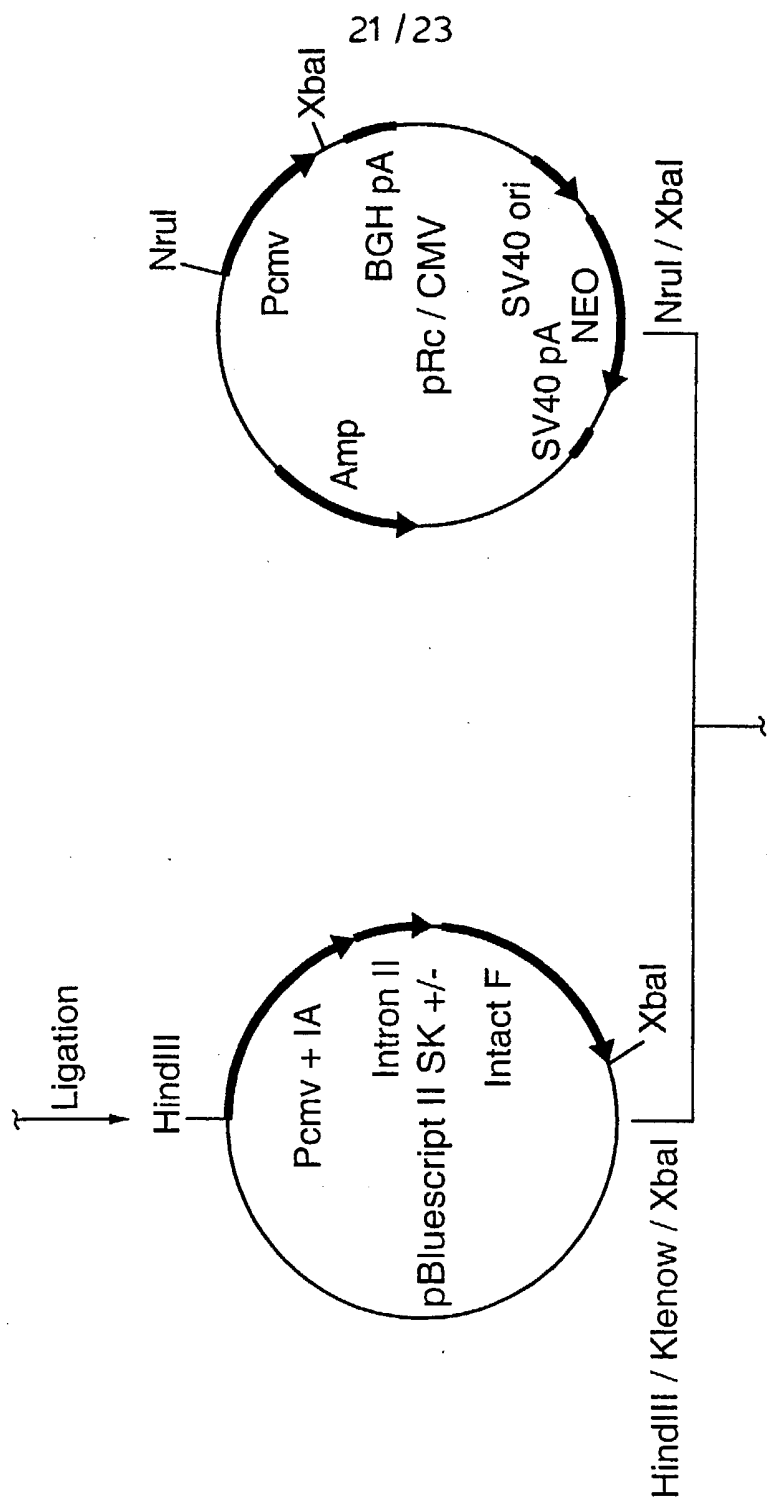 21 / 23
Ligation
HindIII
Pcmv + IA
Intron II
pBluescript II SK +/-
Intact F
XbaI
HindIII / Klenow / XbaI
NruI
XbaI
Pcmv
BGH pA
pRc / CMV
Amp
SV40 ori
SV40 pA
NEO
NruI / XbaI